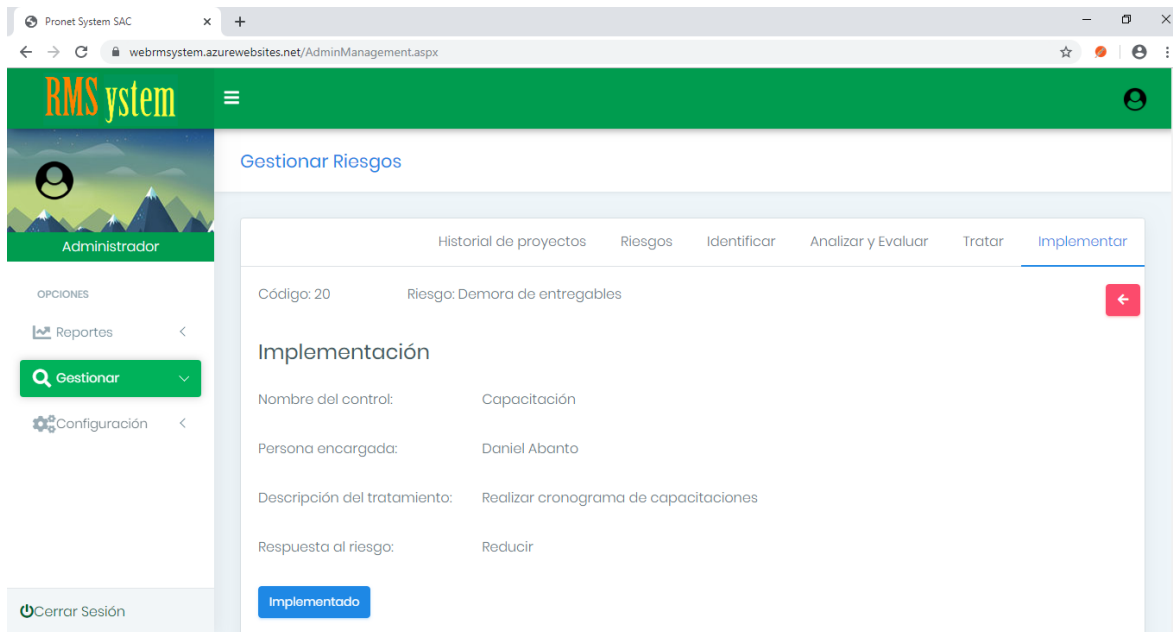 Pronet System SAC
webrmsystem.azurewebsites.net/AdminManagement.aspx
RMSystem
Gestionar Riesgos
Administrador
Historial de proyectos Riesgos Identificar Analizar y Evaluar Tratar Implementar
OPCIONES
Código: 20 Riesgo: Demora de entregables
Reportes
Implementación
Gestionar
Nombre del control: Capacitación
Configuración
Persona encargada: Daniel Abanto
Descripción del tratamiento: Realizar cronograma de capacitaciones
Respuesta al riesgo: Reducir
Implementado
Cerrar Sesión